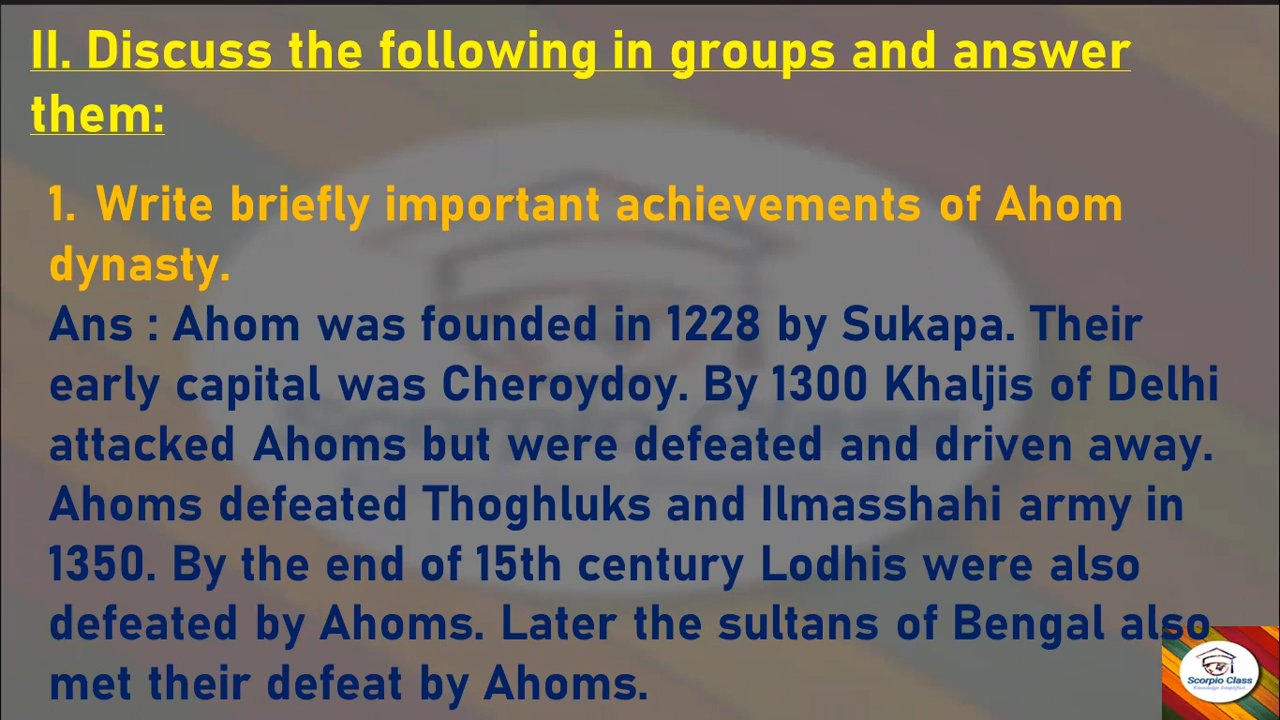 II. Discuss the following in groups and answer
them:
1. Write briefly important achievements of Ahom
dynasty.
Ans : Ahom was founded in 1228 by Sukapa. Their
early capital was Cheroydoy. By 1300 Khaljis of Delhi
attacked Ahoms but were defeated and driven away.
Ahoms defeated Thoghluks and Ilmasshahi army in
1350. By the end of 15th century Lodhis were also
defeated by Ahoms. Later the sultans of Bengal also
met their defeat by Ahoms.
Scorpio Class